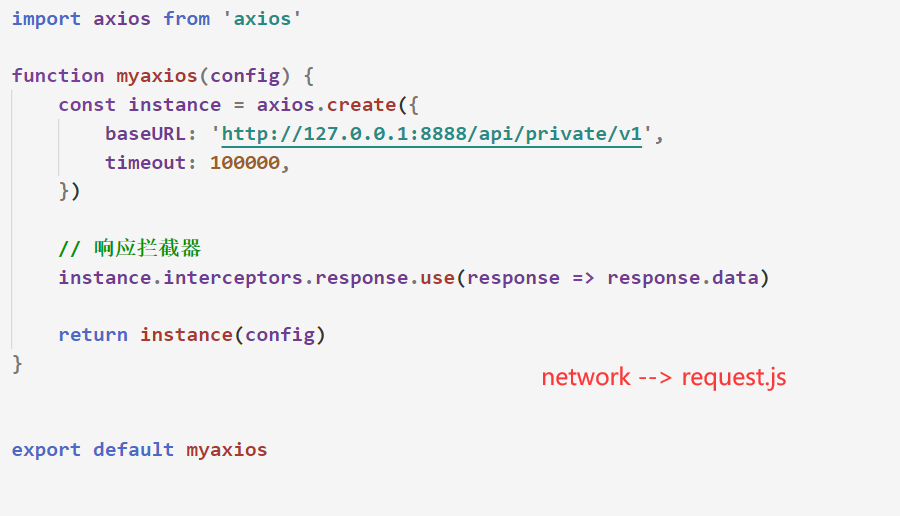 import axios from 'axios'
function myaxios(config) {
const instance = axios.create({
baseURL: 'http://127.0.0.1:8888/api/private/v1',
timeout: 100000,
})
// 响应拦截器
instance.interceptors.response.use(response => response.data)
return instance(config)
}
network --> request.js
export default myaxios